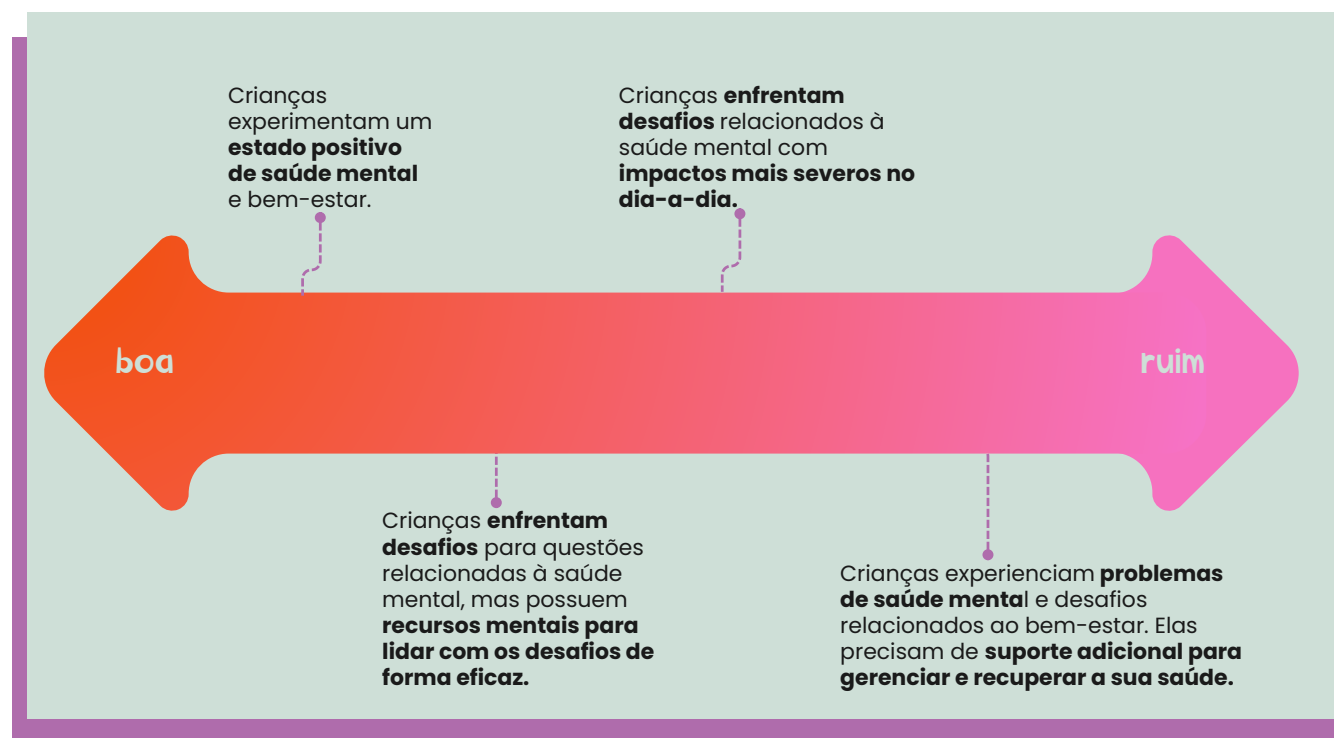 Crianças
experimentam um
estado positivo
de saúde mental
e bem-estar.
Crianças enfrentam
desafios relacionados à
saúde mental com
impactos mais severos no
dia-a-dia.
boa
ruim
Crianças enfrentam
desafios para questões
relacionadas à saúde
mental, mas possuem
recursos mentais para
lidar com os desafios de
forma eficaz.
Crianças experienciam problemas
de saúde mental e desafios
relacionados ao bem-estar. Elas
precisam de suporte adicional para
gerenciar e recuperar a sua saúde.